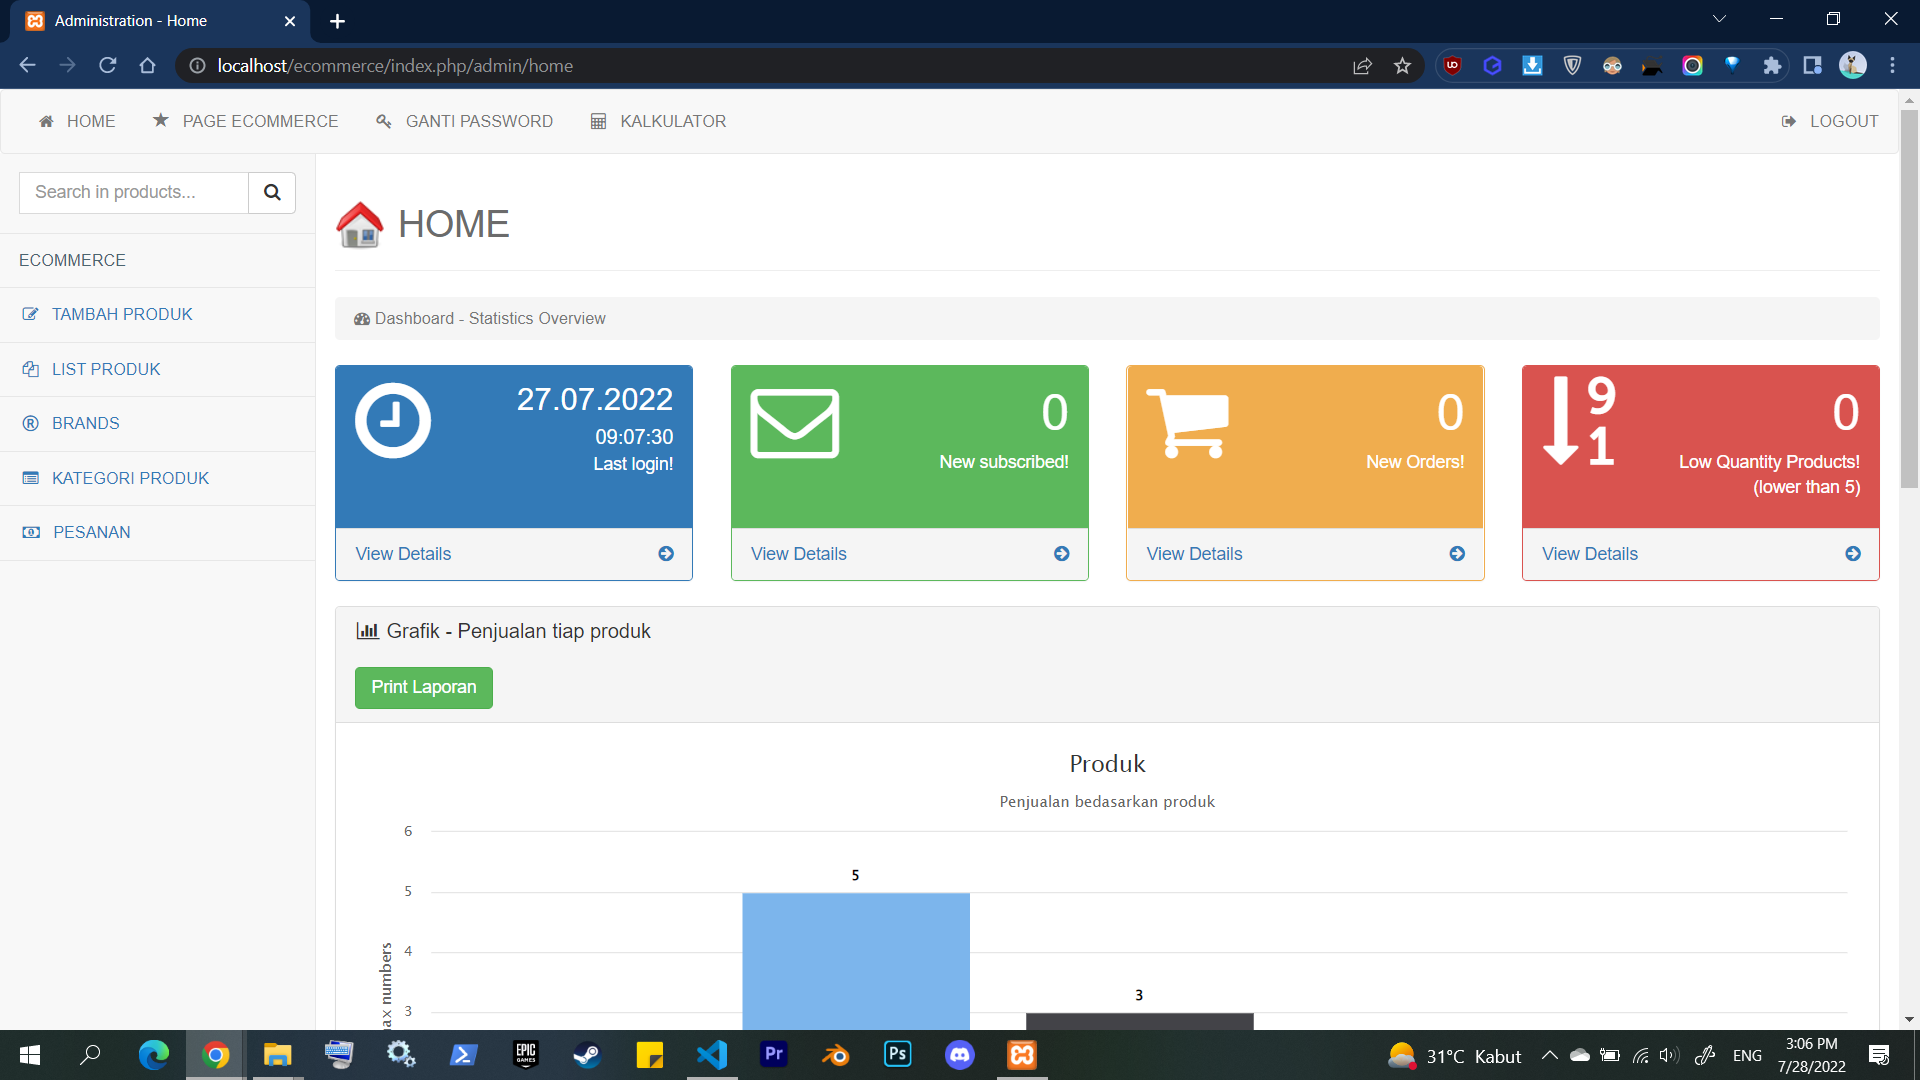 Administration - Home
localhost/ecommerce/index.php/admin/home
HOME
PAGE ECOMMERCE
GANTI PASSWORD
KALKULATOR
LOGOUT
Search in products...
ECOMMERCE
TAMBAH PRODUK
LIST PRODUK
BRANDS
KATEGORI PRODUK
PESANAN
HOME
Dashboard - Statistics Overview
27.07.2022
09:07:30
Last login!
View Details
0
New subscribed!
View Details
0
New Orders!
View Details
9
1
0
Low Quantity Products!
(lower than 5)
View Details
Grafik - Penjualan tiap produk
Print Laporan
Produk
Penjualan bedasarkan produk
6
5
4
3
numbers
5
3
EPIC
GAMES
Pr
Ps
31°C Kabut
ENG
3:06 PM
7/28/2022